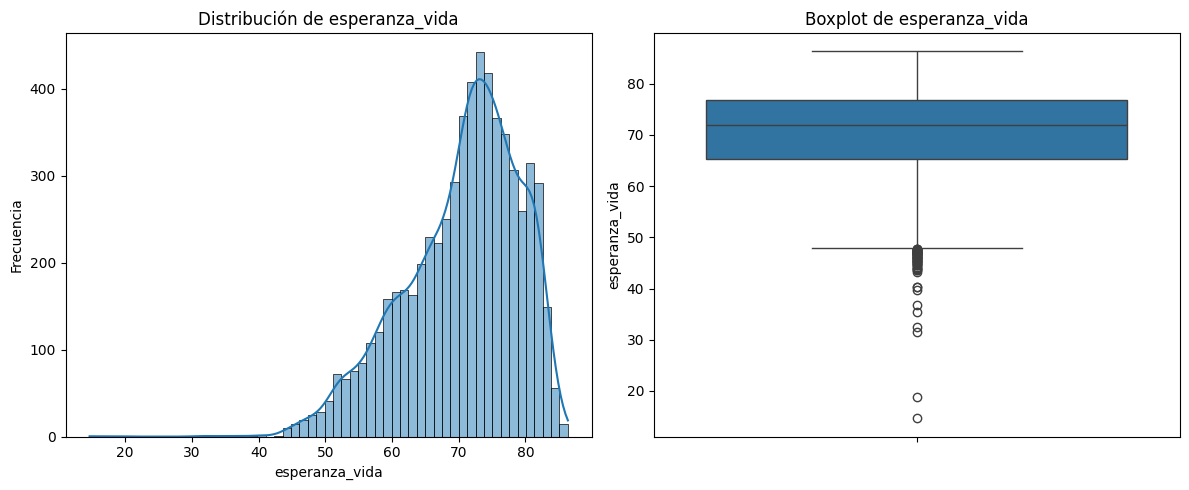 Distribución de esperanza_vida
Frecuencia
400
300
200
100
0
20 30 40 50 60 70 80
esperanza_vida
Boxplot de esperanza_vida
esperanza_vida
80
70
60
50
40
30
20